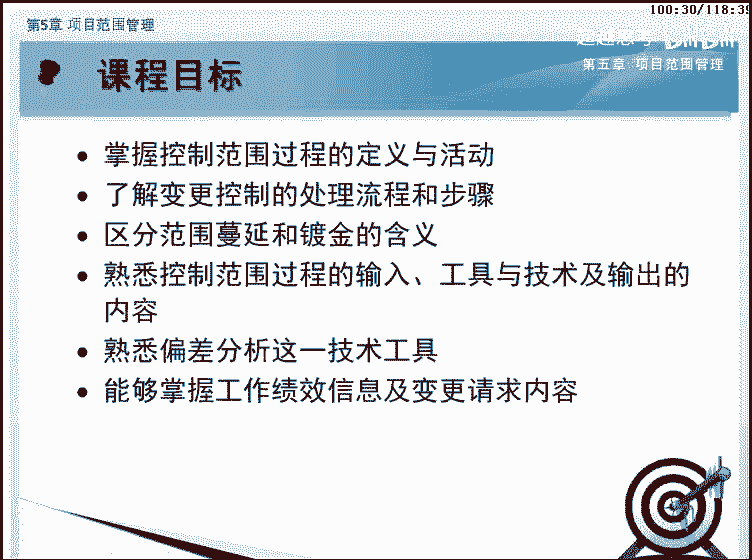 100:30/118:39
第5章 项目范围管理
第五章 项目范围管理
课程目标
• 掌握控制范围过程的定义与活动
• 了解变更控制的处理流程和步骤
• 区分范围蔓延和镀金的含义
• 熟悉控制范围过程的输入、工具与技术及输出的
内容
• 熟悉偏差分析这一技术工具
• 能够掌握工作绩效信息及变更请求内容